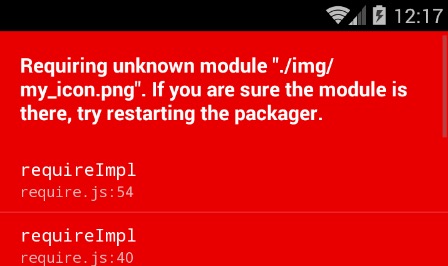 12:17
Requiring unknown module "./img/
my_icon.png". If you are sure the module is
there, try restarting the packager.
requireImpl
require.js:54
requireImpl
require.js:40